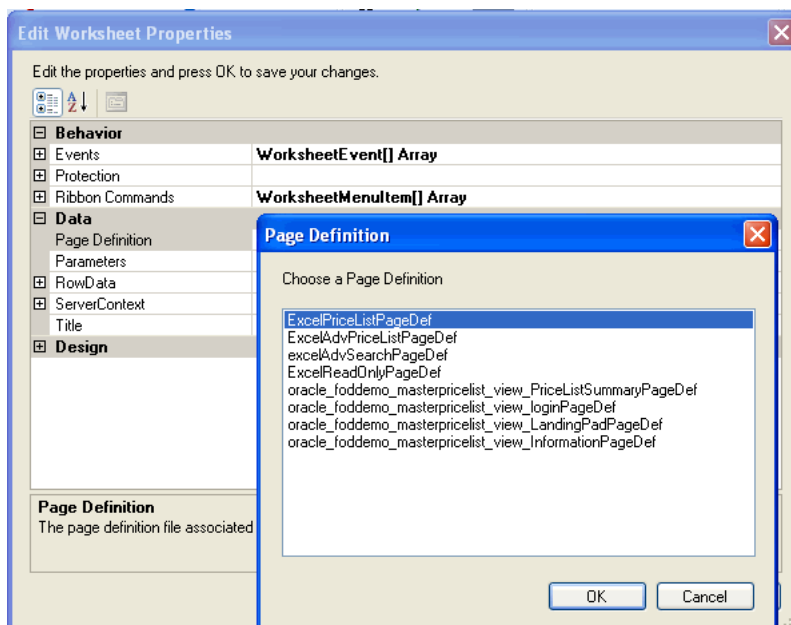 Edit Worksheet Properties
Edit the properties and press OK to save your changes.
Behavior
Events WorksheetEvent[] Array
Protection
Ribbon Commands WorksheetMenuItem[] Array
Data
Page Definition
Parameters
RowData
ServerContext
Title
Design
Page Definition
The page definition file associated
Page Definition
Choose a Page Definition
ExcelPriceListPageDef
ExcelAdvPriceListPageDef
excelAdvSearchPageDef
ExcelReadOnlyPageDef
oracle_foddemo_masterpricelist_view_PriceListSummaryPageDef
oracle_foddemo_masterpricelist_view_loginPageDef
oracle_foddemo_masterpricelist_view_LandingPadPageDef
oracle_foddemo_masterpricelist_view_InformationPageDef
OK Cancel